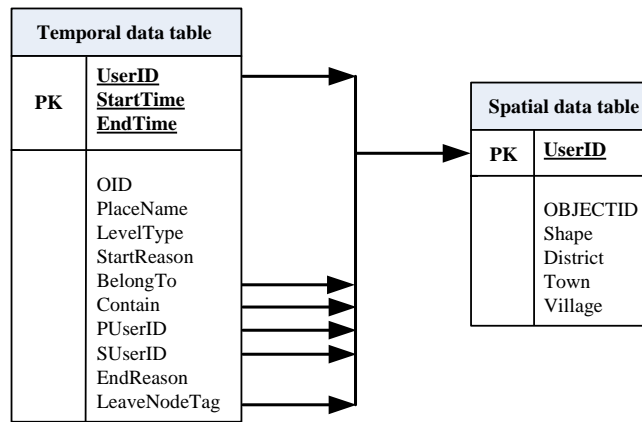 Temporal data table
PK
UserID
StartTime
EndTime
OID
PlaceName
LevelType
StartReason
BelongTo
Contain
PUserID
SUserID
EndReason
LeaveNodeTag
Spatial data table
PK
UserID
OBJECTID
Shape
District
Town
Village